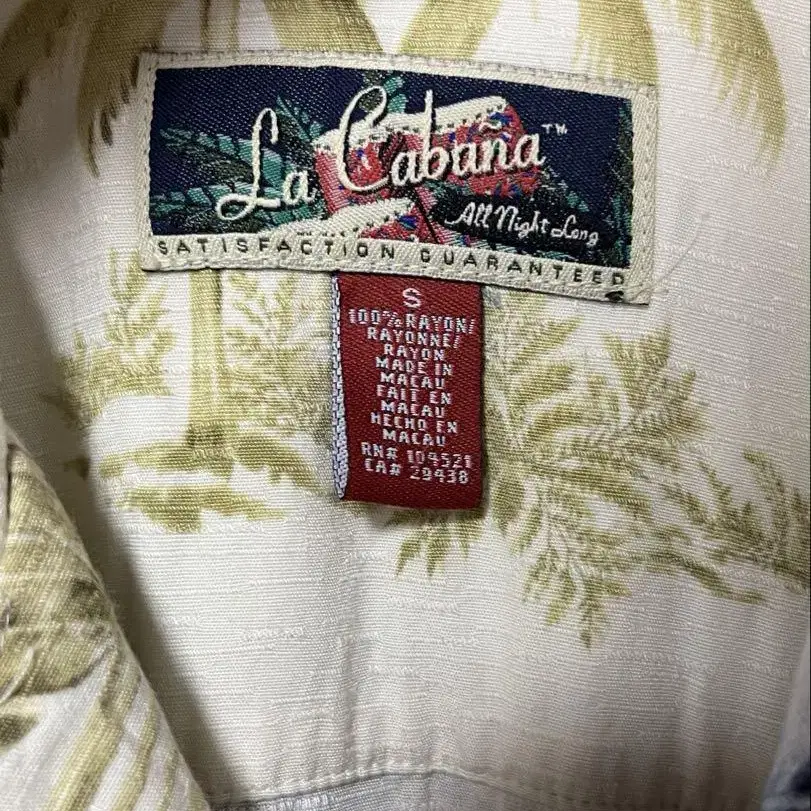 La Cabaña™
All Night Long
SATISFACTION GUARANTEED
S
100% RAYON/
RAYONNE/
RAYON
MADE IN
MACAU
FAIT EN
MACAU
HECHO EN
MACAU
RN# 104521
CA# 29438